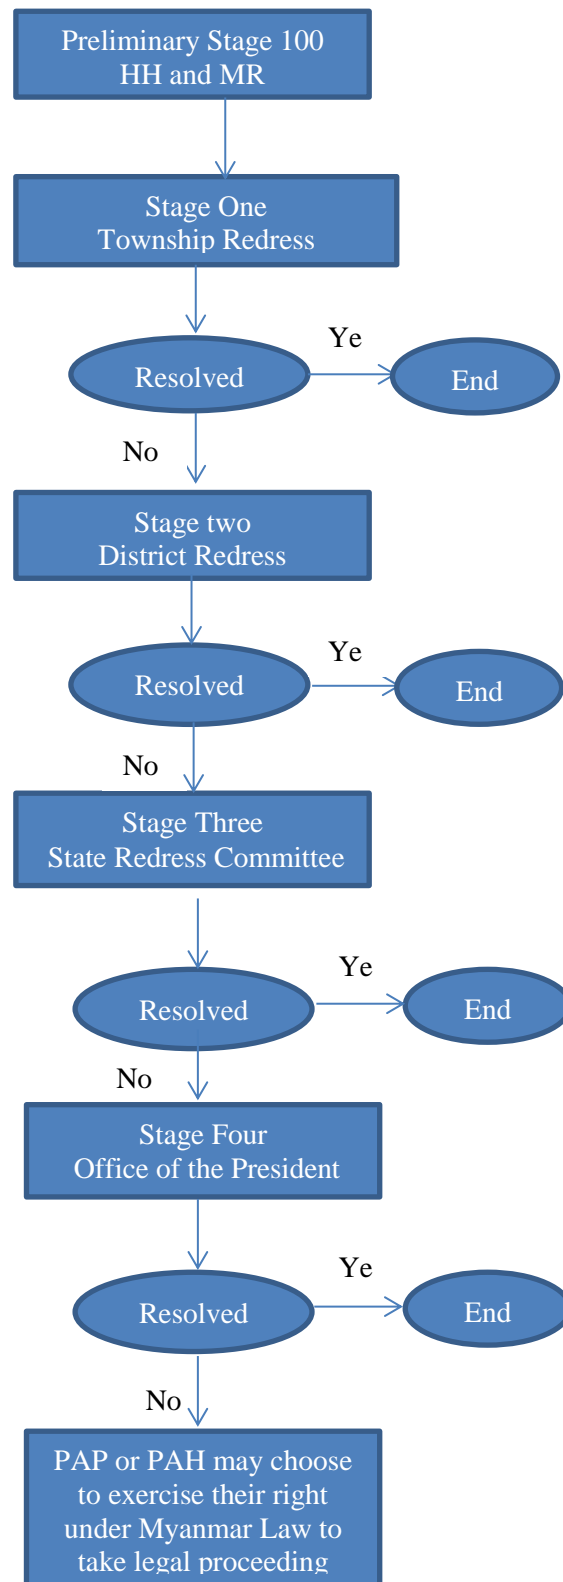 Preliminary Stage 100
HH and MR
Stage One
Township Redress
Ye
Resolved
End
No
Stage two
District Redress
Ye
Resolved
End
No
Stage Three
State Redress Committee
Ye
Resolved
End
No
Stage Four
Office of the President
Ye
Resolved
End
No
PAP or PAH may choose
to exercise their right
under Myanmar Law to
take legal proceeding